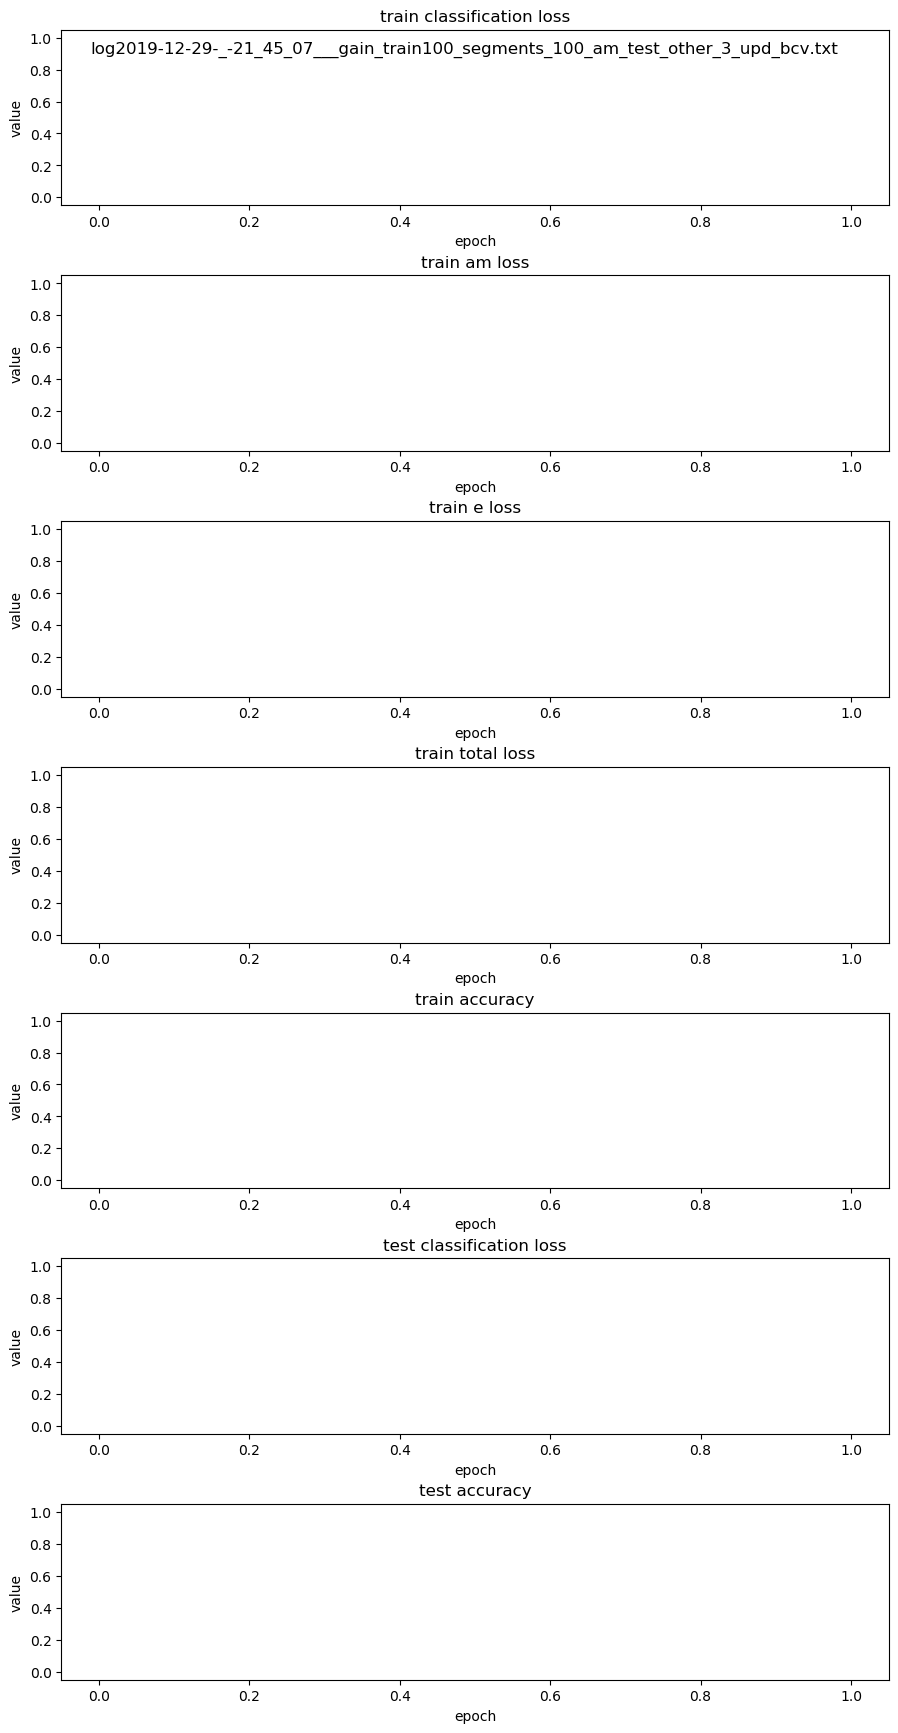 train classification loss
1.0
log2019-12-29-_-21_45_07___gain_train100_segments_100_am_test_other_3_upd_bcv.txt
0.8
0.6
value
0.4
0.2
0.0
0.0 0.2 0.4 0.6 0.8 1.0
epoch
train am loss
1.0
0.8
0.6
value
0.4
0.2
0.0
0.0 0.2 0.4 0.6 0.8 1.0
epoch
train e loss
1.0
0.8
0.6
value
0.4
0.2
0.0
0.0 0.2 0.4 0.6 0.8 1.0
epoch
train total loss
1.0
0.8
0.6
value
0.4
0.2
0.0
0.0 0.2 0.4 0.6 0.8 1.0
epoch
train accuracy
1.0
0.8
0.6
value
0.4
0.2
0.0
0.0 0.2 0.4 0.6 0.8 1.0
epoch
test classification loss
1.0
0.8
0.6
value
0.4
0.2
0.0
0.0 0.2 0.4 0.6 0.8 1.0
epoch
test accuracy
1.0
0.8
0.6
value
0.4
0.2
0.0
0.0 0.2 0.4 0.6 0.8 1.0
epoch